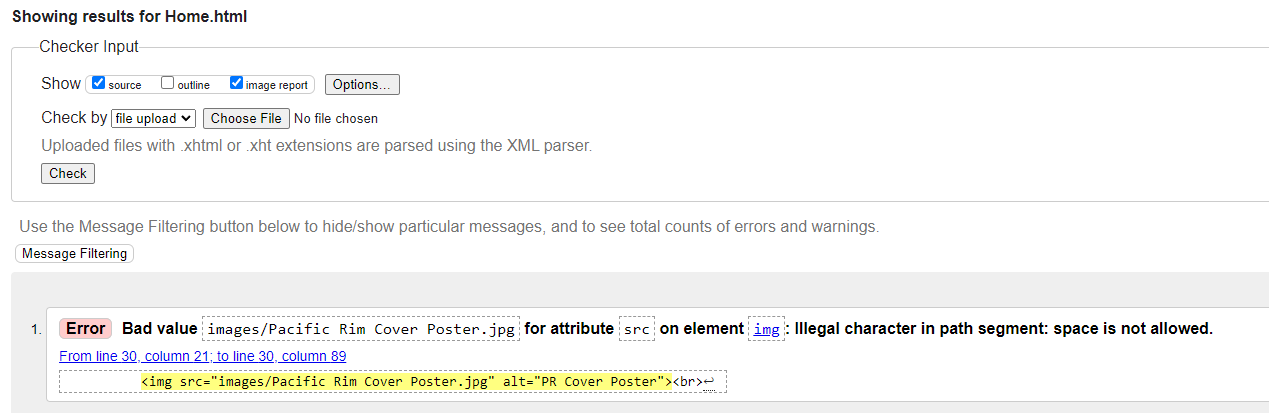 Showing results for Home.html
Checker Input
Show source outline image report Options...
Check by file upload Choose File No file chosen
Uploaded files with .xhtml or .xht extensions are parsed using the XML parser.
Check
Use the Message Filtering button below to hide/show particular messages, and to see total counts of errors and warnings.
Message Filtering
1. Error Bad value images/Pacific Rim Cover Poster.jpg for attribute src on element img: Illegal character in path segment: space is not allowed.
From line 30, column 21; to line 30, column 89
<img src="images/Pacific Rim Cover Poster.jpg" alt="PR Cover Poster"><br>↩